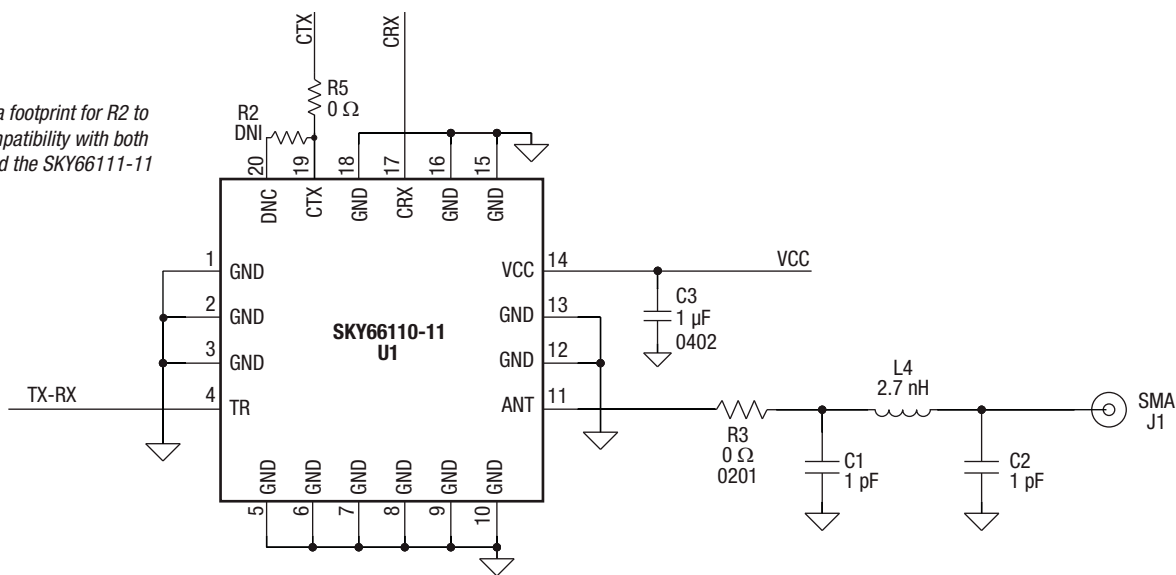 CTX
CRX
R5
0 Ω
a footprint for R2 to
mpatibility with both
d the SKY66111-11
R2
DNI
20
19
18
17
16
15
DNC
CTX
GND
CRX
GND
GND
1
GND
2
GND
3
GND
TX-RX
4
TR
SKY66110-11
U1
VCC
14
VCC
GND
13
GND
12
ANT
11
C3
1 µF
0402
L4
2.7 nH
R3
0 Ω
0201
C1
1 pF
C2
1 pF
SMA
J1
GND
GND
GND
GND
GND
GND
5
6
7
8
9
10